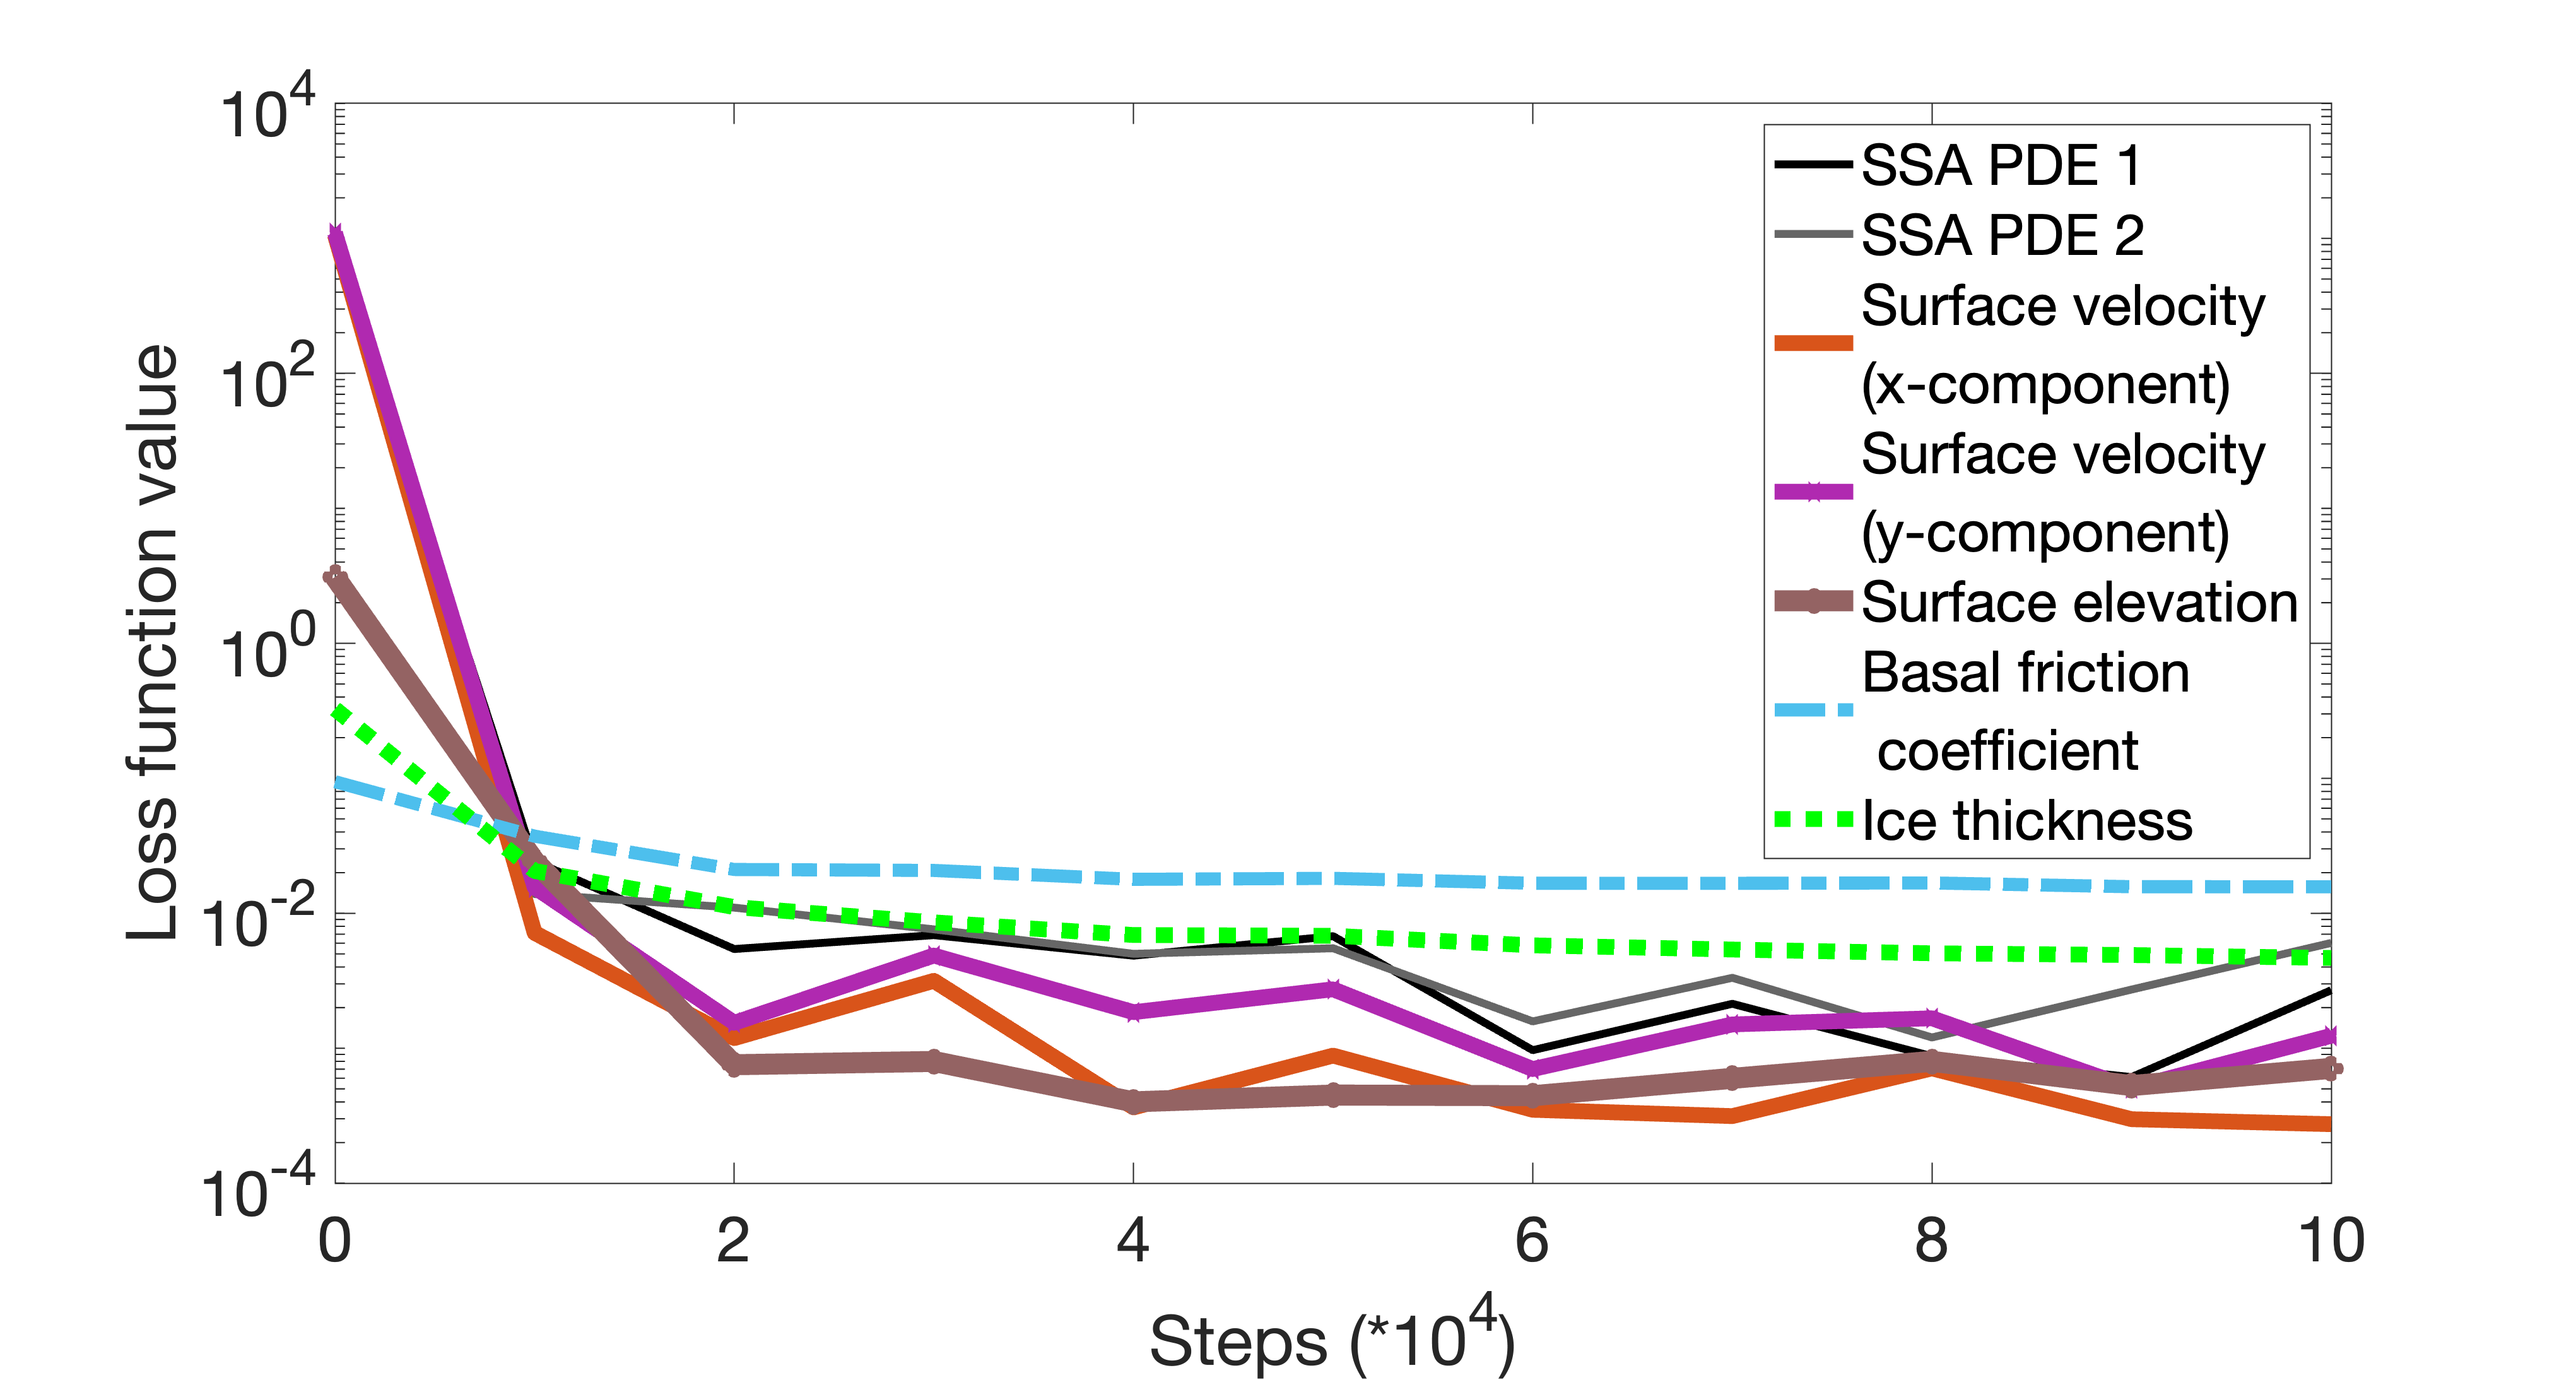 10^4
10^2
10^0
10^-2
10^-4
Loss function value
0 2 4 6 8 10
Steps (*10^4)
SSA PDE 1
SSA PDE 2
Surface velocity
(x-component)
Surface velocity
(y-component)
Surface elevation
Basal friction
coefficient
Ice thickness